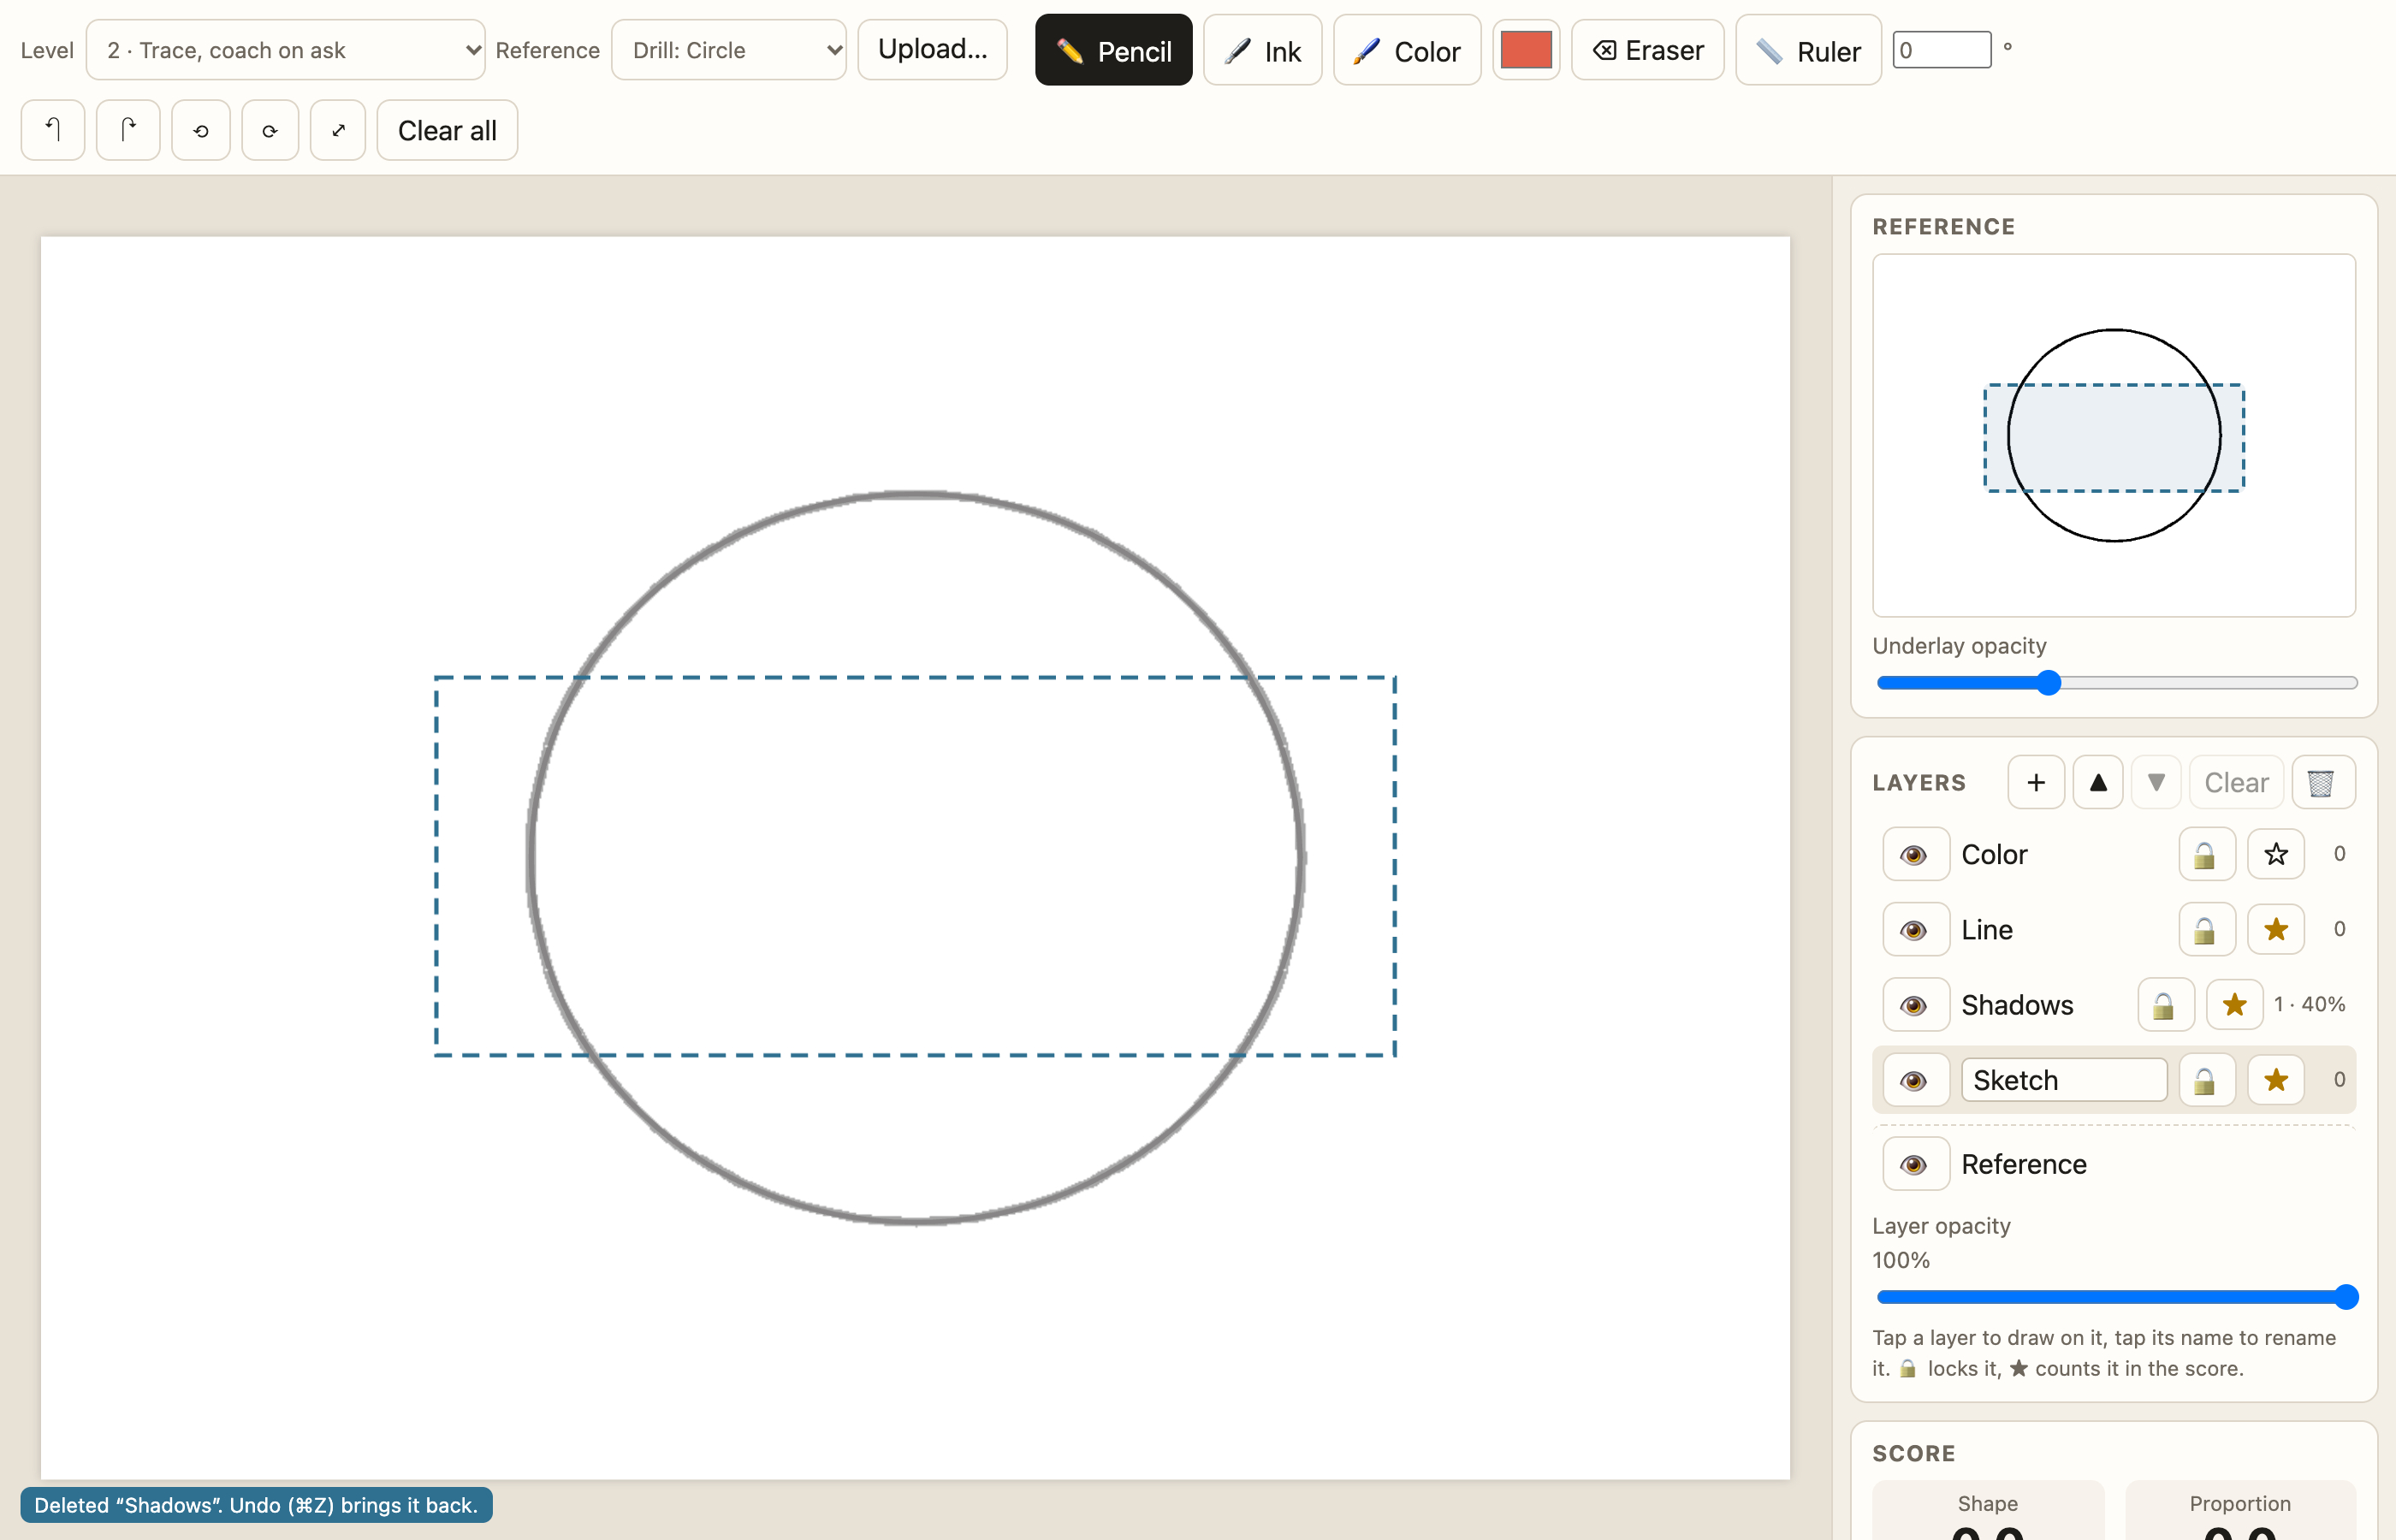 Level 2 · Trace, coach on ask Reference Drill: Circle Upload... Pencil Ink Color Eraser Ruler 0 °
Clear all
REFERENCE
Underlay opacity
LAYERS + ▲ ▼ Clear
Color 0
Line 0
Shadows 1 · 40%
Sketch 0
Reference
Layer opacity
100%
Tap a layer to draw on it, tap its name to rename
it. 🔒 locks it, ★ counts it in the score.
SCORE
Shape Proportion
Deleted “Shadows”. Undo (⌘Z) brings it back.